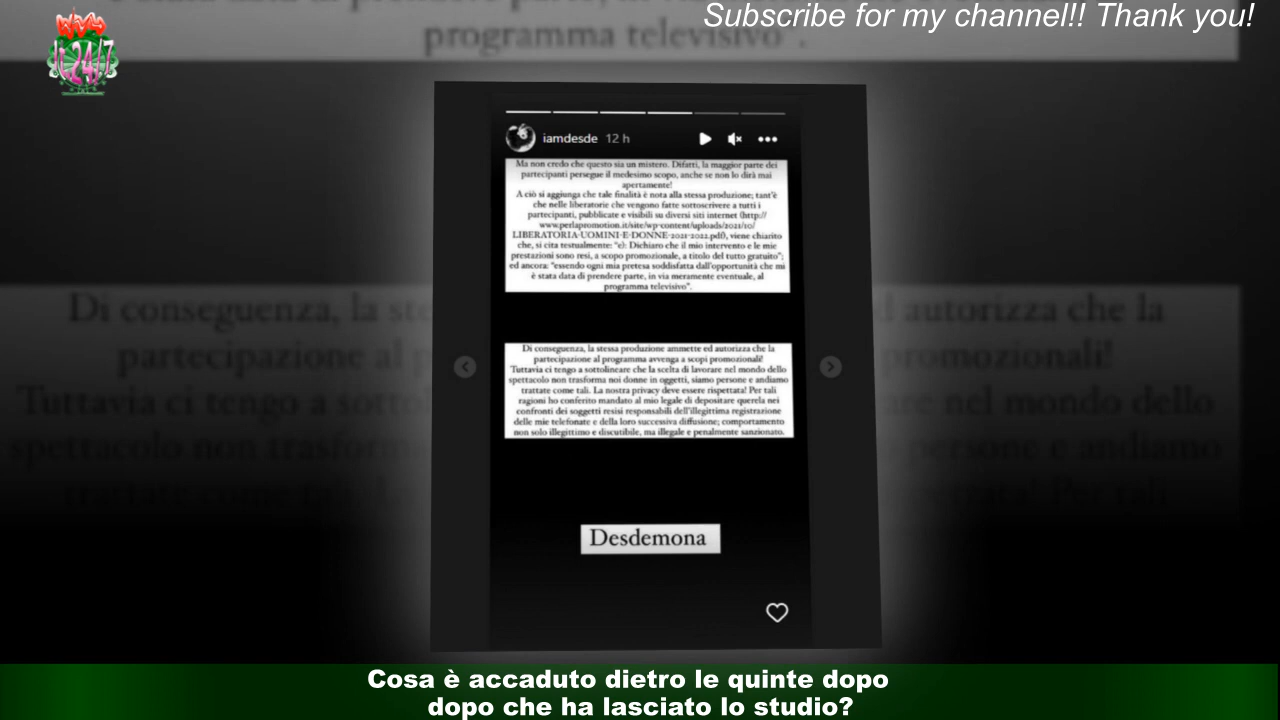 Subscribe for my channel!! Thank you!
programma televisivo".
24/7
iamdesde 12 h
Ma non credo che questo sia un mistero. Difatti, la maggior parte dei
partecipanti persegue il medesimo scopo, anche se non lo dirà mai
apertamente!
A ciò si aggiunga che tale finalità è nota alla stessa produzione; tant'è
che nelle liberatorie che vengono fatte sottoscrivere a tutti i
partecipanti, pubblicate e visibili su diversi siti internet (http://
www.perlapromotion.it/site/wp-content/uploads/2021/10/
LIBERATORIA-UOMINI-E-DONNE-2021-2022.pdf), viene chiarito
che, si cita testualmente: "e): Dichiaro che il mio intervento e le mie
prestazioni sono resi, a scopo promozionale, a titolo del tutto gratuito";
ed ancora: "essendo ogni mia pretesa soddisfatta dall'opportunità che mi
è stata data di prendere parte, in via meramente eventuale, al
programma televisivo".
Di conseguenza, la stessa produzione ammette ed autorizza che la
partecipazione al programma avvenga a scopi promozionali!
Tuttavia ci tengo a sottolineare che la scelta di lavorare nel mondo dello
spettacolo non trasforma noi donne in oggetti, siamo persone e andiamo
trattate come tali. La nostra privacy deve essere rispettata! Per tali
ragioni ho conferito mandato al mio legale di depositare querela nei
confronti dei soggetti resisi responsabili dell'illegittima registrazione
delle mie telefonate e della loro successiva diffusione; comportamento
non solo illegittimo e discutibile, ma illegale e penalmente sanzionato.
Desdemona
Cosa è accaduto dietro le quinte dopo
dopo che ha lasciato lo studio?